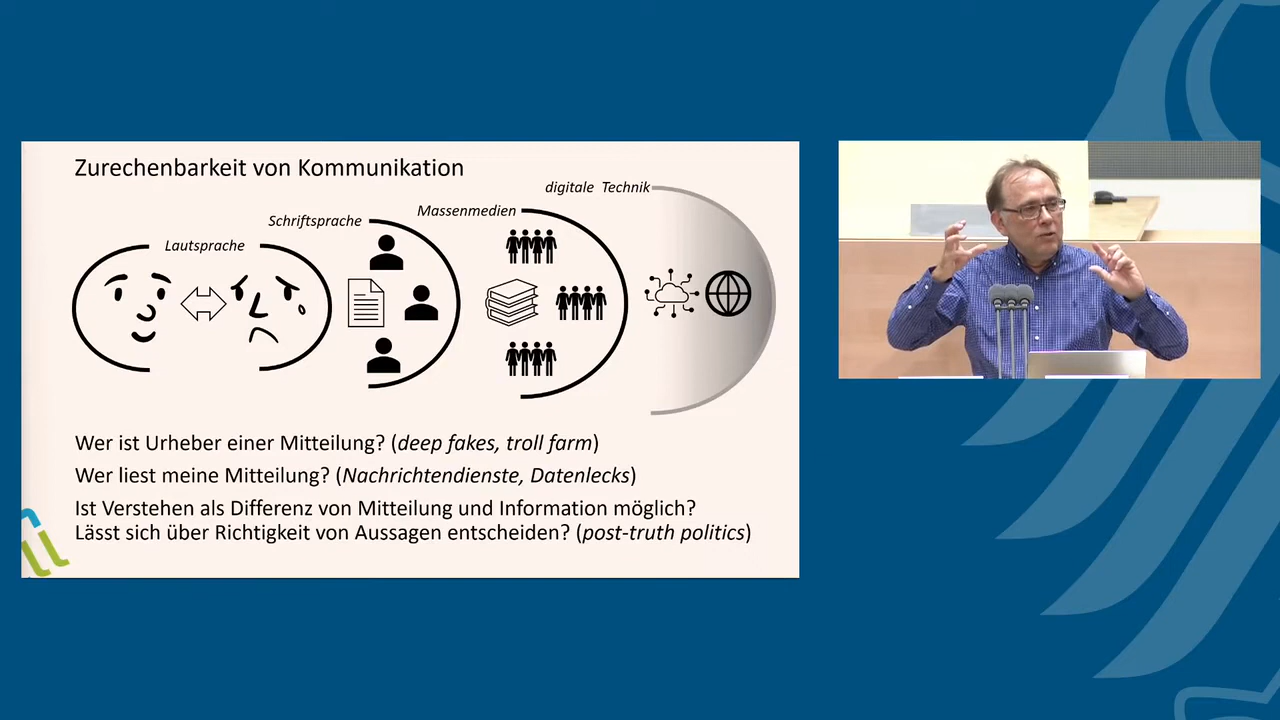 Zurechenbarkeit von Kommunikation
digitale Technik
Massenmedien
Schriftsprache
Lautsprache
Wer ist Urheber einer Mitteilung? (deep fakes, troll farm)
Wer liest meine Mitteilung? (Nachrichtendienste, Datenlecks)
Ist Verstehen als Differenz von Mitteilung und Information möglich?
Lässt sich über Richtigkeit von Aussagen entscheiden? (post-truth politics)